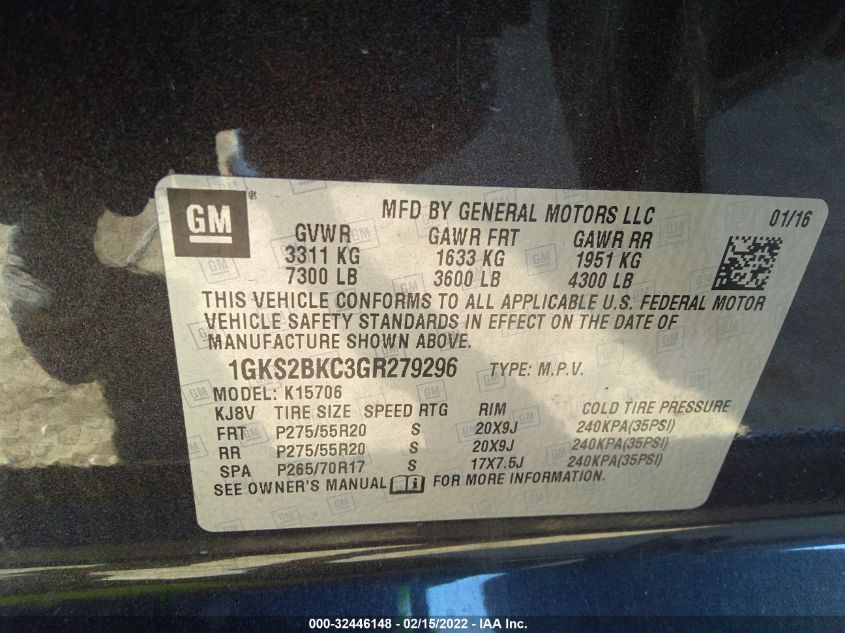 GM ®
MFD BY GENERAL MOTORS LLC 01/16
GVWR GAWR FRT GAWR RR
3311 KG 1633 KG 1951 KG
7300 LB 3600 LB 4300 LB
THIS VEHICLE CONFORMS TO ALL APPLICABLE U.S. FEDERAL MOTOR
VEHICLE SAFETY STANDARDS IN EFFECT ON THE DATE OF
MANUFACTURE SHOWN ABOVE.
1GKS2BKC3GR279296 TYPE: M.P.V.
MODEL: K15706
KJ8V TIRE SIZE SPEED RTG RIM COLD TIRE PRESSURE
FRT P275/55R20 S 20X9J 240KPA(35PSI)
RR P275/55R20 S 20X9J 240KPA(35PSI)
SPA P265/70R17 S 17X7.5J 240KPA(35PSI)
SEE OWNER'S MANUAL FOR MORE INFORMATION.
000-32446148 - 02/15/2022 - IAA Inc.